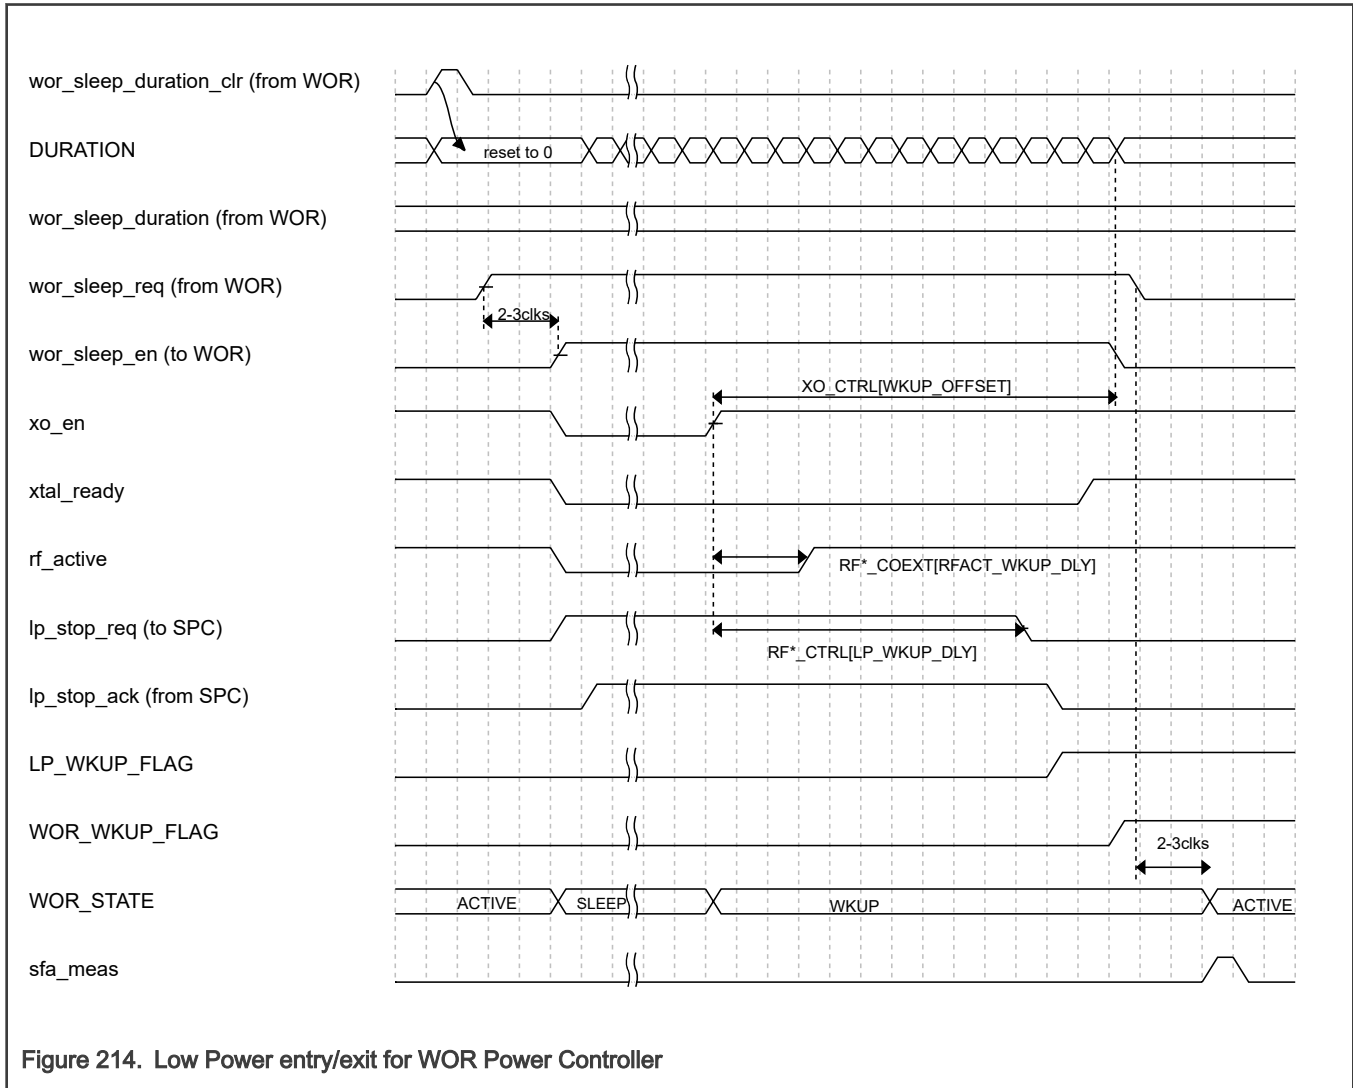 wor_sleep_duration_clr (from WOR)
DURATION
reset to 0
wor_sleep_duration (from WOR)
wor_sleep_req (from WOR)
2-3clks
wor_sleep_en (to WOR)
XO_CTRL[WKUP_OFFSET]
xo_en
xtal_ready
rf_active
RF*_COEXT[RFACT_WKUP_DLY]
lp_stop_req (to SPC)
RF*_CTRL[LP_WKUP_DLY]
lp_stop_ack (from SPC)
LP_WKUP_FLAG
WOR_WKUP_FLAG
2-3clks
WOR_STATE
ACTIVE
SLEEP
WKUP
ACTIVE
sfa_meas
Figure 214. Low Power entry/exit for WOR Power Controller